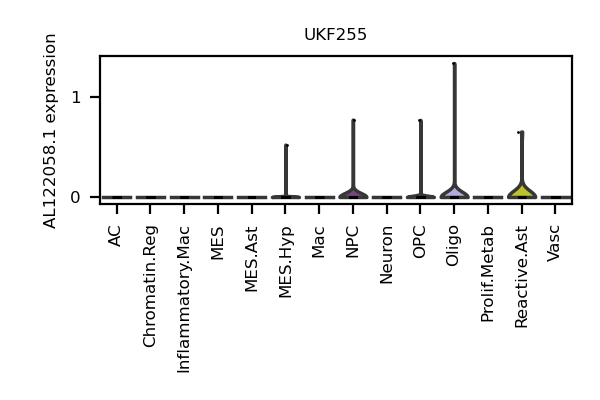 UKF255
AL122058.1 expression
1
0
AC
Chromatin.Reg
Inflammatory.Mac
MES
MES.Ast
MES.Hyp
Mac
NPC
Neuron
OPC
Oligo
Prolif.Metab
Reactive.Ast
Vasc